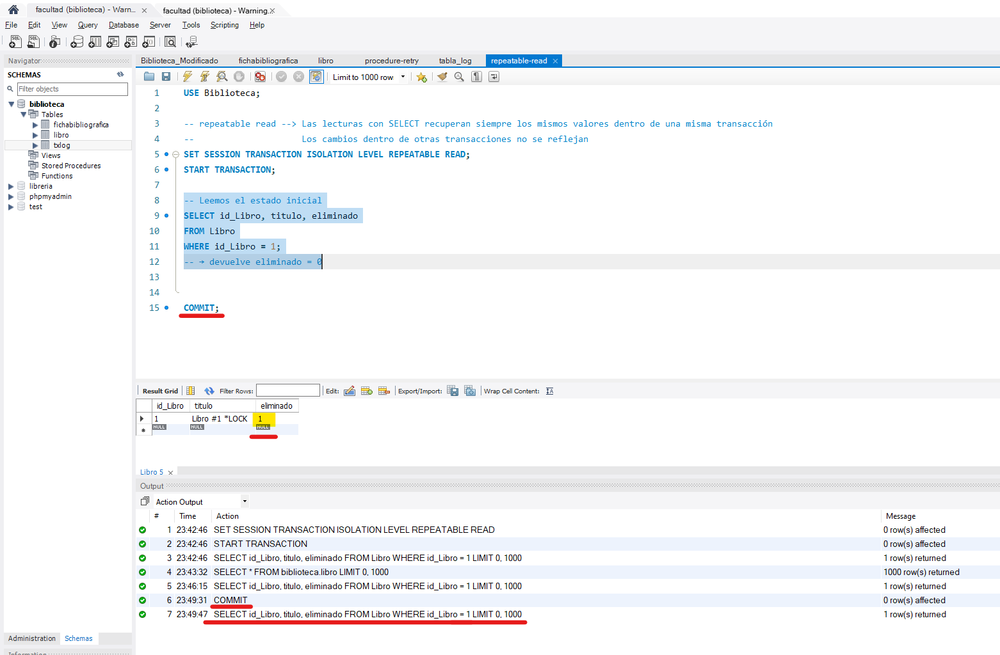 facultad (biblioteca) - Warn... ×
facultad (biblioteca) - Warning... ×
File Edit View Query Database Server Tools Scripting Help
Navigator
SCHEMAS
Filter objects
biblioteca
Tables
fichabibliografica
libro
txlog
Views
Stored Procedures
Functions
libreria
phpmyadmin
test
Administration Schemas
Information
Biblioteca_Modificado fichabibliografica libro procedure-retry tabla_log repeatable-read ×
Limit to 1000 row
1 USE Biblioteca;
2
3 -- repeatable read --> Las lecturas con SELECT recuperan siempre los mismos valores dentro de una misma transacción
4 -- Los cambios dentro de otras transacciones no se reflejan
5 SET SESSION TRANSACTION ISOLATION LEVEL REPEATABLE READ;
6 START TRANSACTION;
7
8 -- Leemos el estado inicial
9 SELECT id_Libro, titulo, eliminado
10 FROM Libro
11 WHERE id_Libro = 1;
12 -- → devuelve eliminado = 0
13
14
15 COMMIT;
Result Grid Filter Rows: Edit: Export/Import: Wrap Cell Content:
id_Libro titulo eliminado
1 Libro #1 *LOCK 1
NULL NULL NULL
Libro 5 ×
Output
Action Output
# Time Action Message
1 23:42:46 SET SESSION TRANSACTION ISOLATION LEVEL REPEATABLE READ 0 row(s) affected
2 23:42:46 START TRANSACTION 0 row(s) affected
3 23:42:46 SELECT id_Libro, titulo, eliminado FROM Libro WHERE id_Libro = 1 LIMIT 0, 1000 1 row(s) returned
4 23:43:32 SELECT * FROM biblioteca.libro LIMIT 0, 1000 1000 row(s) returned
5 23:46:15 SELECT id_Libro, titulo, eliminado FROM Libro WHERE id_Libro = 1 LIMIT 0, 1000 1 row(s) returned
6 23:49:31 COMMIT 0 row(s) affected
7 23:49:47 SELECT id_Libro, titulo, eliminado FROM Libro WHERE id_Libro = 1 LIMIT 0, 1000 1 row(s) returned